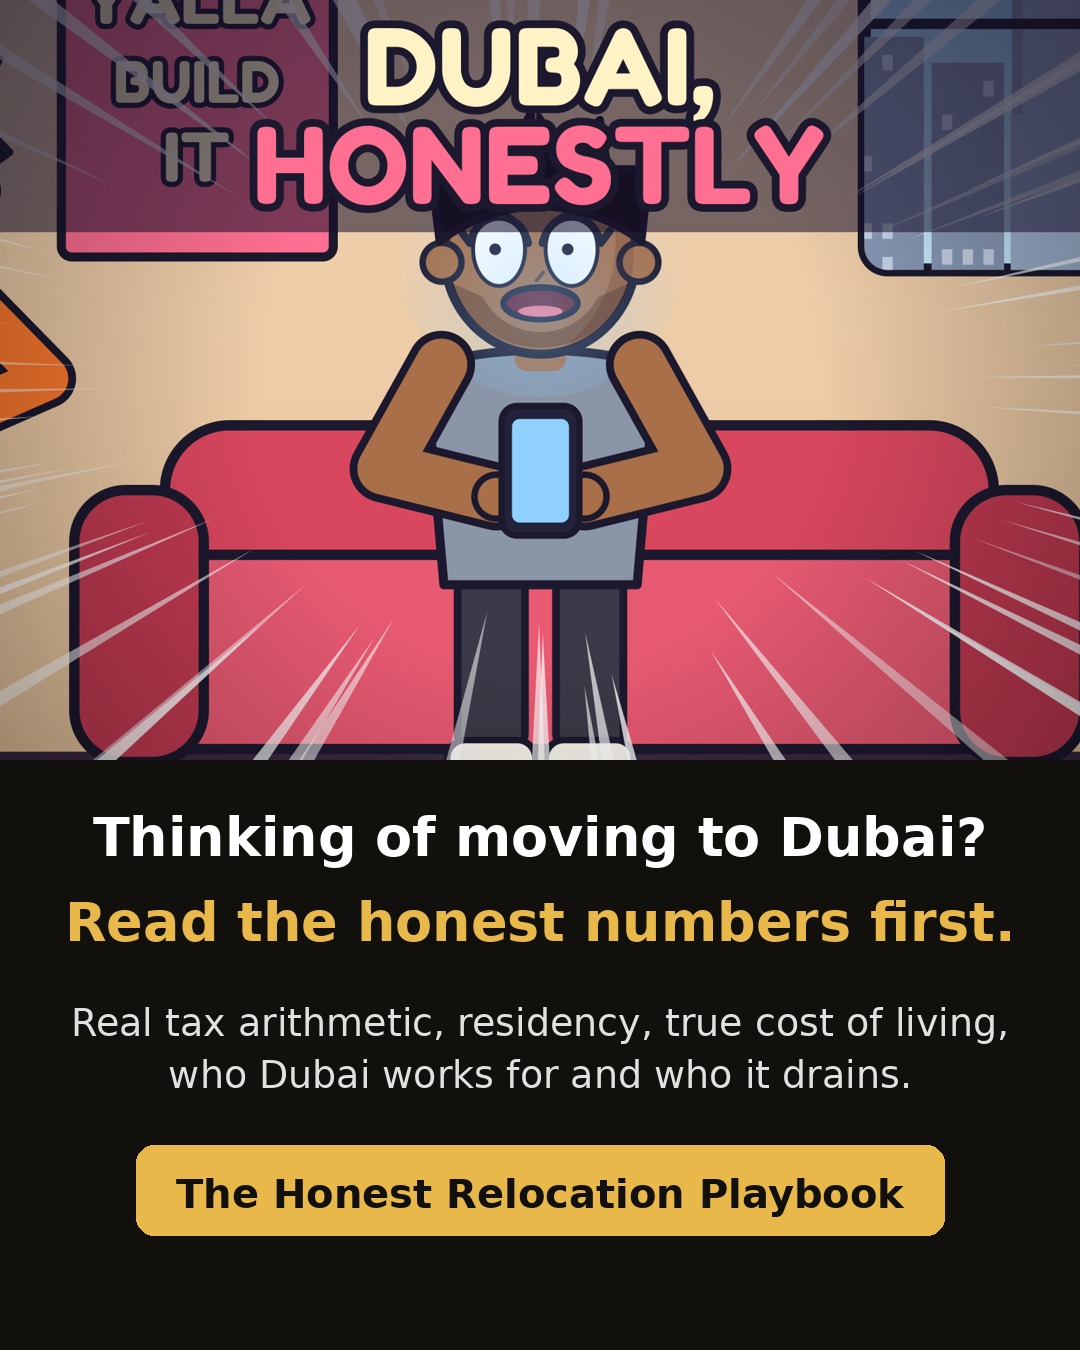 YALLA
BUILD
IT
DUBAI,
HONESTLY
Thinking of moving to Dubai?
Read the honest numbers first.
Real tax arithmetic, residency, true cost of living,
who Dubai works for and who it drains.
The Honest Relocation Playbook